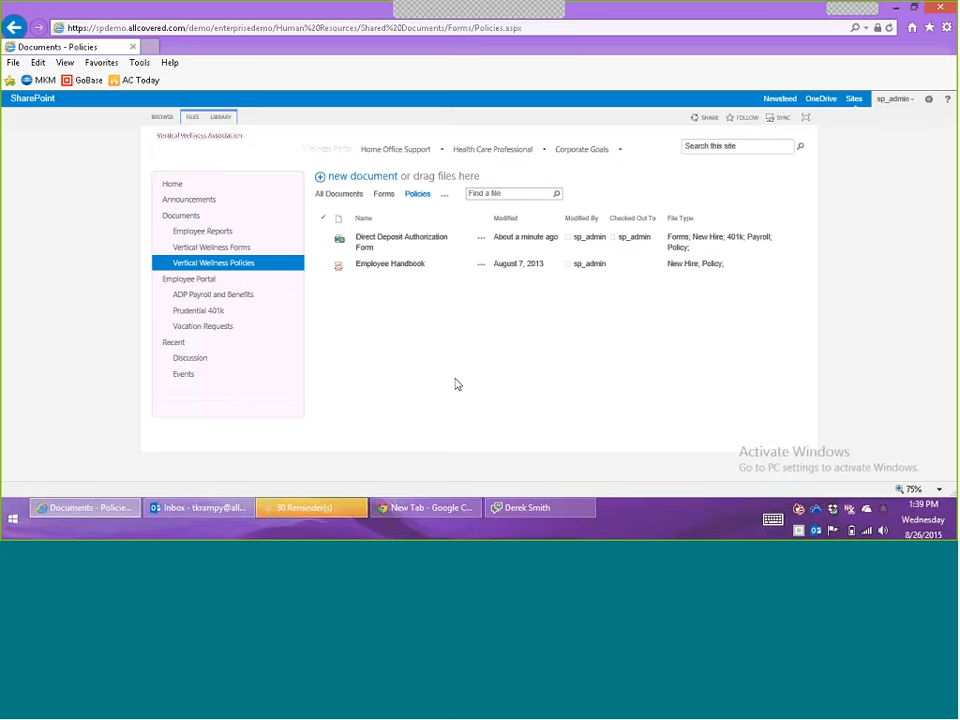 https://spdemo.allcovered.com/demo/enterprisedemo/Human%20Resources/Shared%20Documents/Forms/Policies.aspx
Documents - Policies
File Edit View Favorites Tools Help
MKM GoBase AC Today
SharePoint Newsfeed OneDrive Sites sp_admin ?
BROWSE FILES LIBRARY SHARE FOLLOW SYNC
Vertical Wellness Association
Wellness Portal Home Office Support Health Care Professional Corporate Goals Search this site
new document or drag files here
All Documents Forms Policies ... Find a file
Name Modified Modified By Checked Out To File Type
Direct Deposit Authorization Form ... About a minute ago sp_admin sp_admin Forms; New Hire; 401k; Payroll; Policy;
Employee Handbook ... August 7, 2013 sp_admin New Hire; Policy;
Home
Announcements
Documents
Employee Reports
Vertical Wellness Forms
Vertical Wellness Policies
Employee Portal
ADP Payroll and Benefits
Prudential 401k
Vacation Requests
Recent
Discussion
Events
Activate Windows
Go to PC settings to activate Windows.
75%
Documents - Policie... Inbox - tkrampy@all... 30 Reminder(s) New Tab - Google C... Derek Smith
1:39 PM
Wednesday
8/26/2015